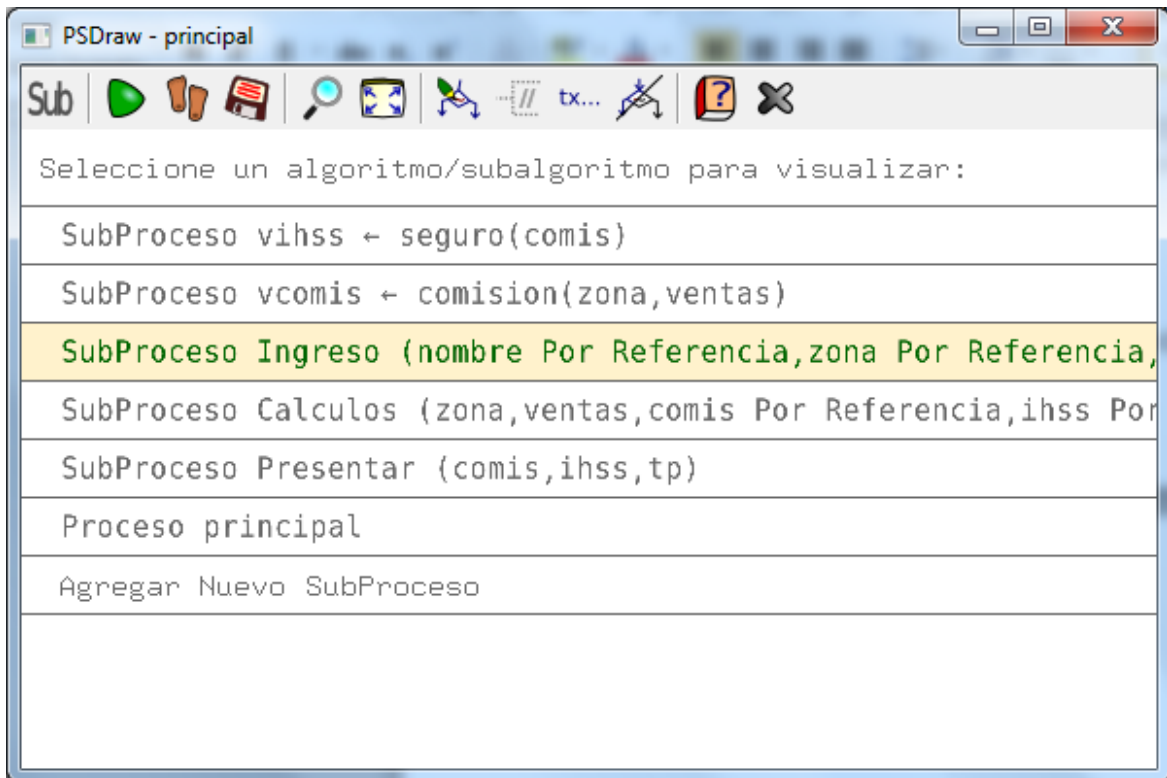 PSDraw - principal
Sub tx...
Seleccione un algoritmo/subalgoritmo para visualizar:
SubProceso vihss ← seguro(comis)
SubProceso vcomis ← comision(zona,ventas)
SubProceso Ingreso (nombre Por Referencia,zona Por Referencia,
SubProceso Calculos (zona,ventas,comis Por Referencia,ihss Por
SubProceso Presentar (comis,ihss,tp)
Proceso principal
Agregar Nuevo SubProceso